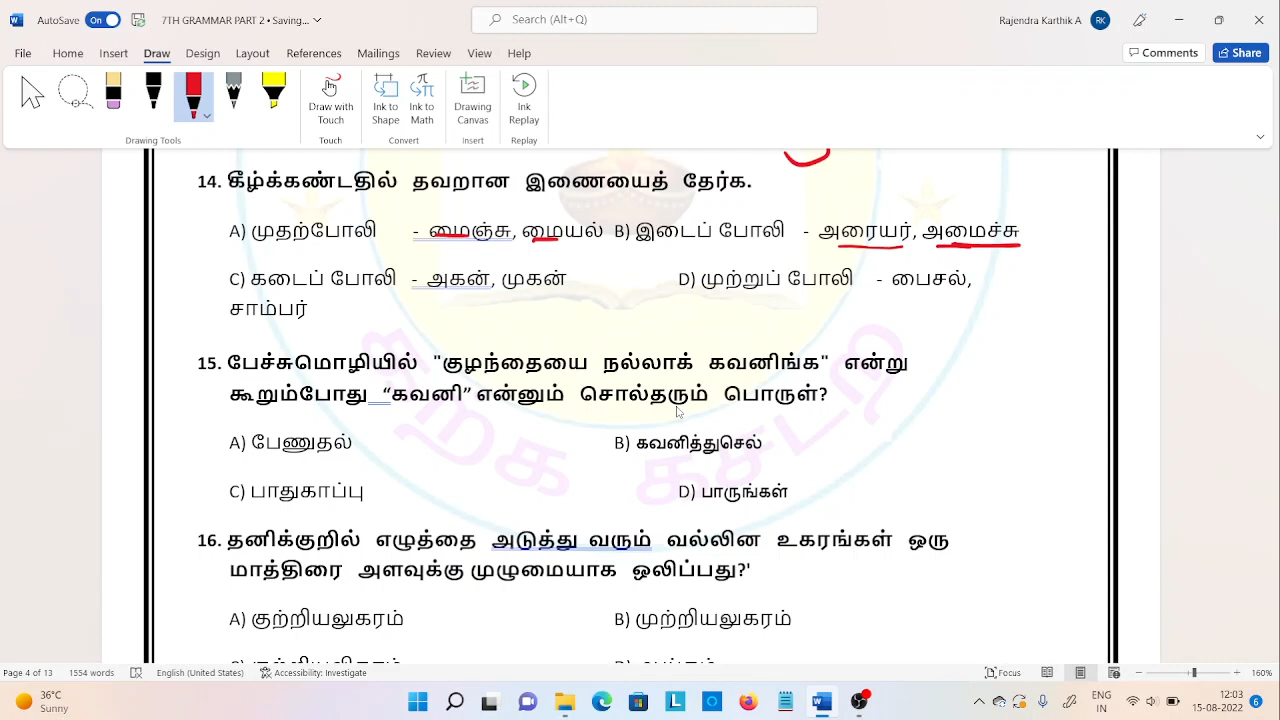 AutoSave On 7TH GRAMMAR PART 2 - Saving... Search (Alt+Q) Rajendra Karthik A RK
File Home Insert Draw Design Layout References Mailings Review View Help Comments Share
Draw with Touch Ink to Shape Ink to Math Drawing Canvas Ink Replay
Drawing Tools Touch Convert Insert Replay
14. கீழ்க்கண்டதில் தவறான இணையைத் தேர்க.
A) முதற்போலி - மைஞ்சு, மையல் B) இடைப் போலி - அரையர், அமைச்சு
C) கடைப் போலி - அகன், முகன் D) முற்றுப் போலி - பைசல்,
சாம்பர்
15. பேச்சுமொழியில் "குழந்தையை நல்லாக் கவனிங்க" என்று
கூறும்போது “கவனி” என்னும் சொல்தரும் பொருள்?
A) பேணுதல் B) கவனித்துசெல்
C) பாதுகாப்பு D) பாருங்கள்
16. தனிக்குறில் எழுத்தை அடுத்து வரும் வல்லின உகரங்கள் ஒரு
மாத்திரை அளவுக்கு முழுமையாக ஒலிப்பது?'
A) குற்றியலுகரம் B) முற்றியலுகரம்
கற்க கசடற
Page 4 of 13 1554 words English (United States) Accessibility: Investigate Focus 160%
36°C
Sunny
ENG
IN
12:03
15-08-2022
6